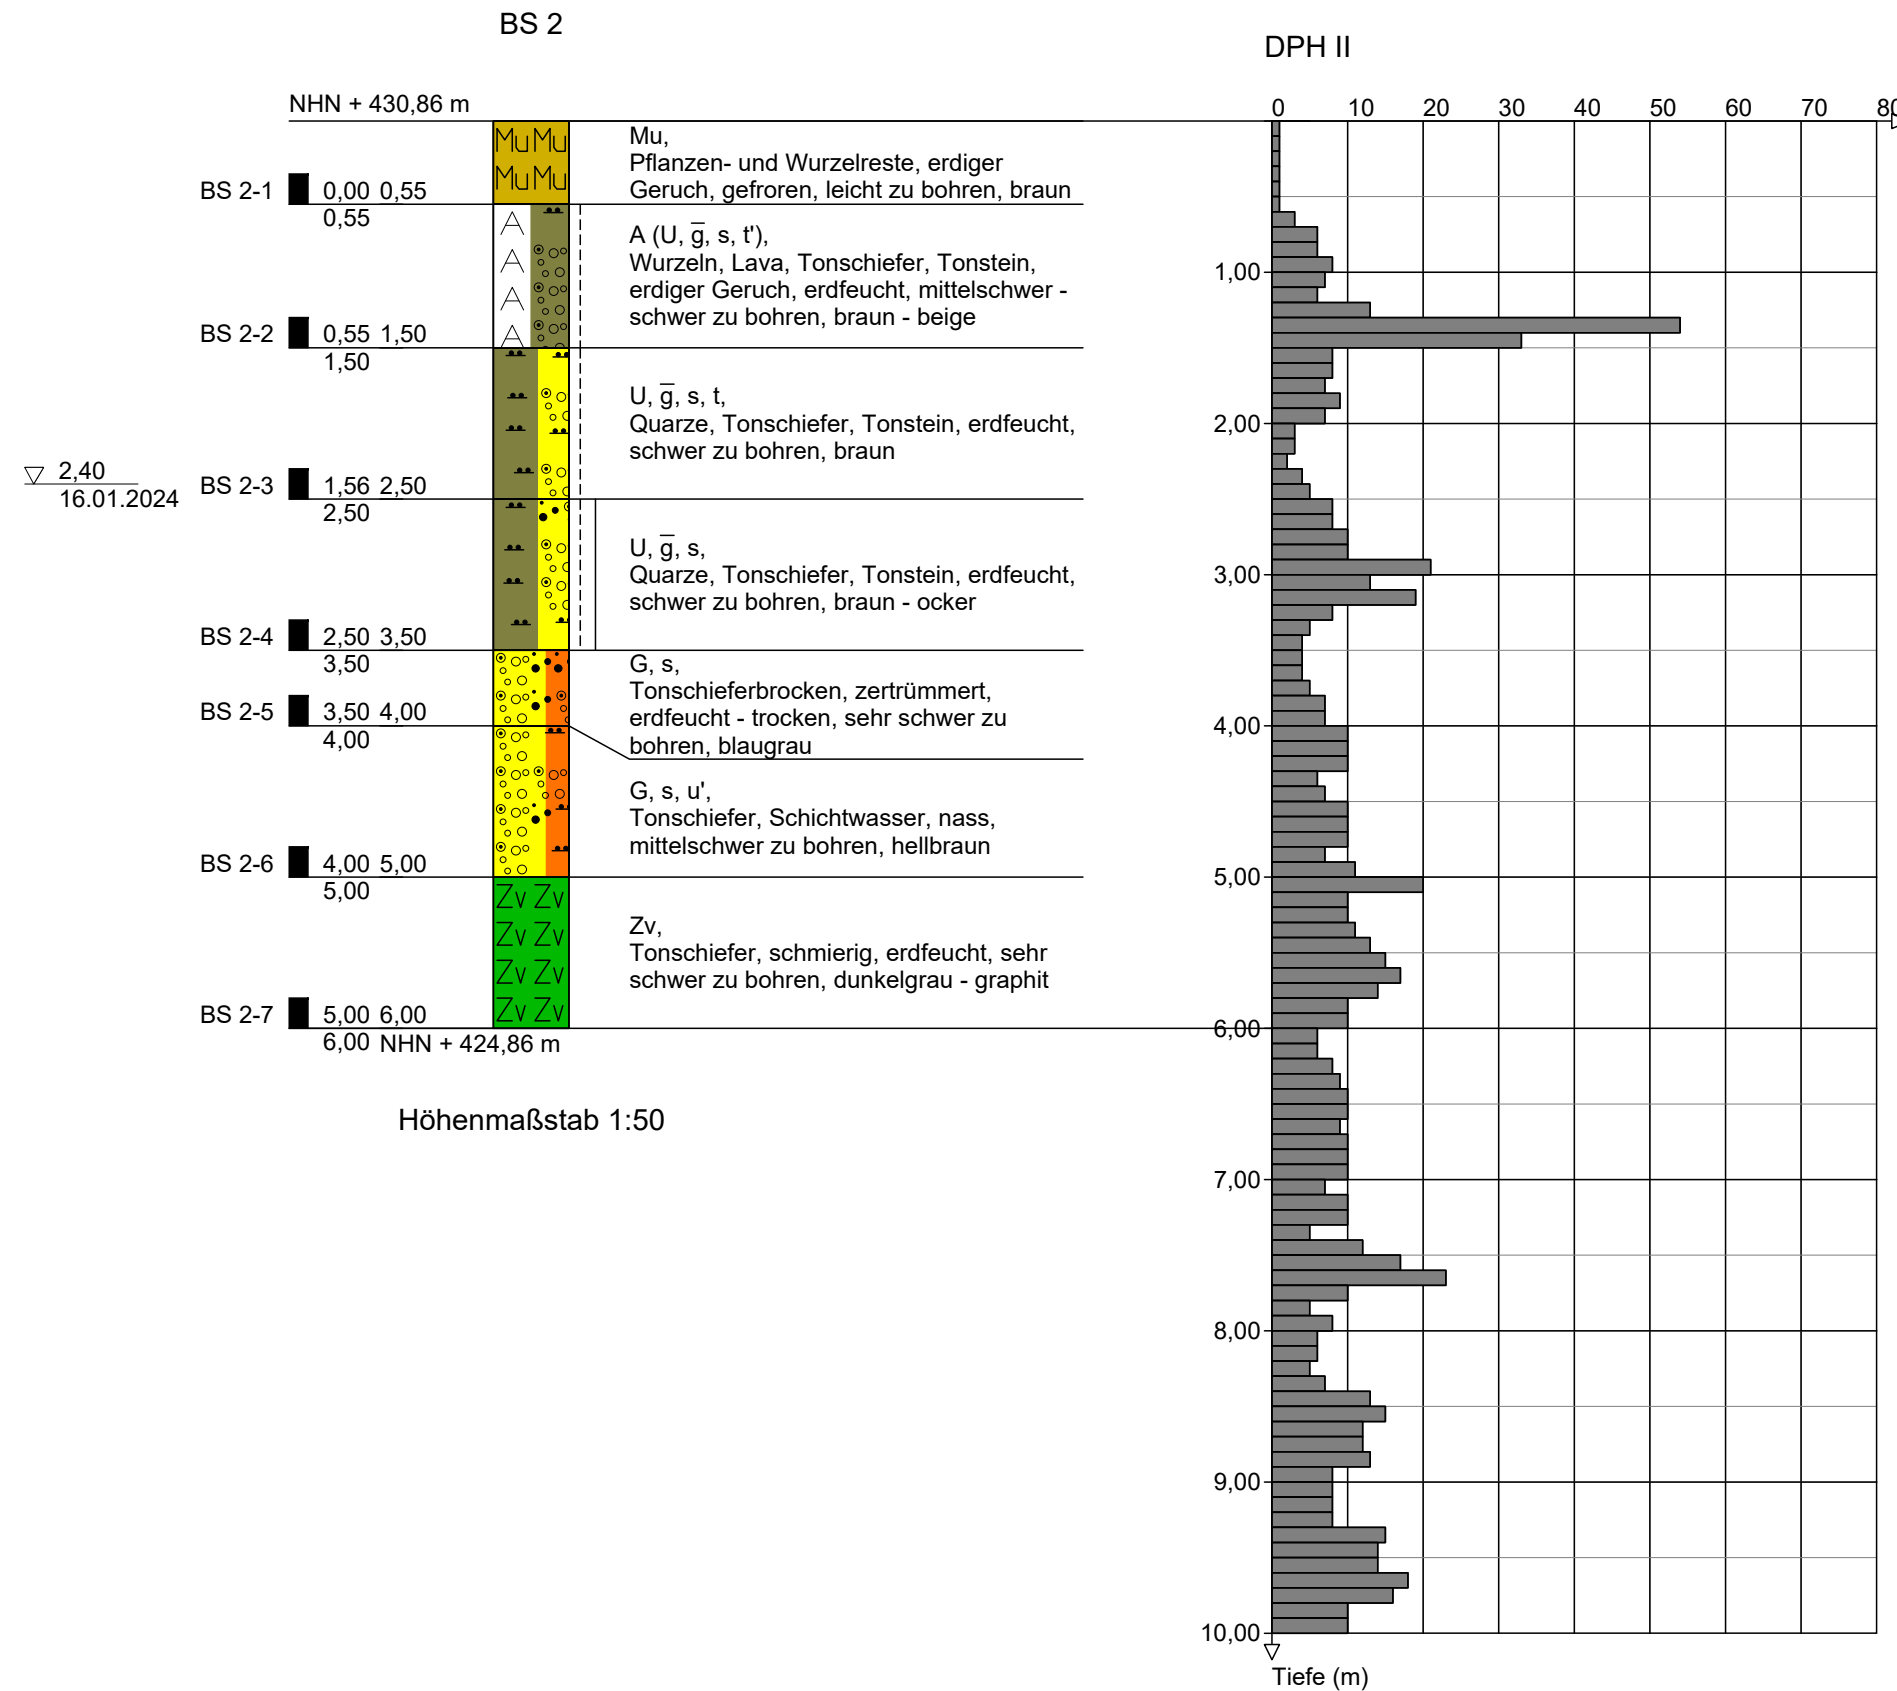 BS 2
DPH II
NHN + 430,86 m
0 10 20 30 40 50 60 70 80
Mu Mu
Mu Mu
Mu,
Pflanzen- und Wurzelreste, erdiger
Geruch, gefroren, leicht zu bohren, braun
BS 2-1 0,00 0,55
0,55
A
A
A
A
A (U, g̅, s, t'),
Wurzeln, Lava, Tonschiefer, Tonstein,
erdiger Geruch, erdfeucht, mittelschwer -
schwer zu bohren, braun - beige
1,00
BS 2-2 0,55 1,50
1,50
U, g̅, s, t,
Quarze, Tonschiefer, Tonstein, erdfeucht,
schwer zu bohren, braun
2,00
2,40
16.01.2024
BS 2-3 1,56 2,50
2,50
U, g̅, s,
Quarze, Tonschiefer, Tonstein, erdfeucht,
schwer zu bohren, braun - ocker
3,00
BS 2-4 2,50 3,50
3,50
G, s,
Tonschieferbrocken, zertrümmert,
erdfeucht - trocken, sehr schwer zu
bohren, blaugrau
BS 2-5 3,50 4,00
4,00
4,00
G, s, u',
Tonschiefer, Schichtwasser, nass,
mittelschwer zu bohren, hellbraun
BS 2-6 4,00 5,00
5,00
5,00
Zv Zv
Zv Zv
Zv Zv
Zv Zv
Zv,
Tonschiefer, schmierig, erdfeucht, sehr
schwer zu bohren, dunkelgrau - graphit
BS 2-7 5,00 6,00
6,00 NHN + 424,86 m
6,00
Höhenmaßstab 1:50
7,00
8,00
9,00
10,00
Tiefe (m)